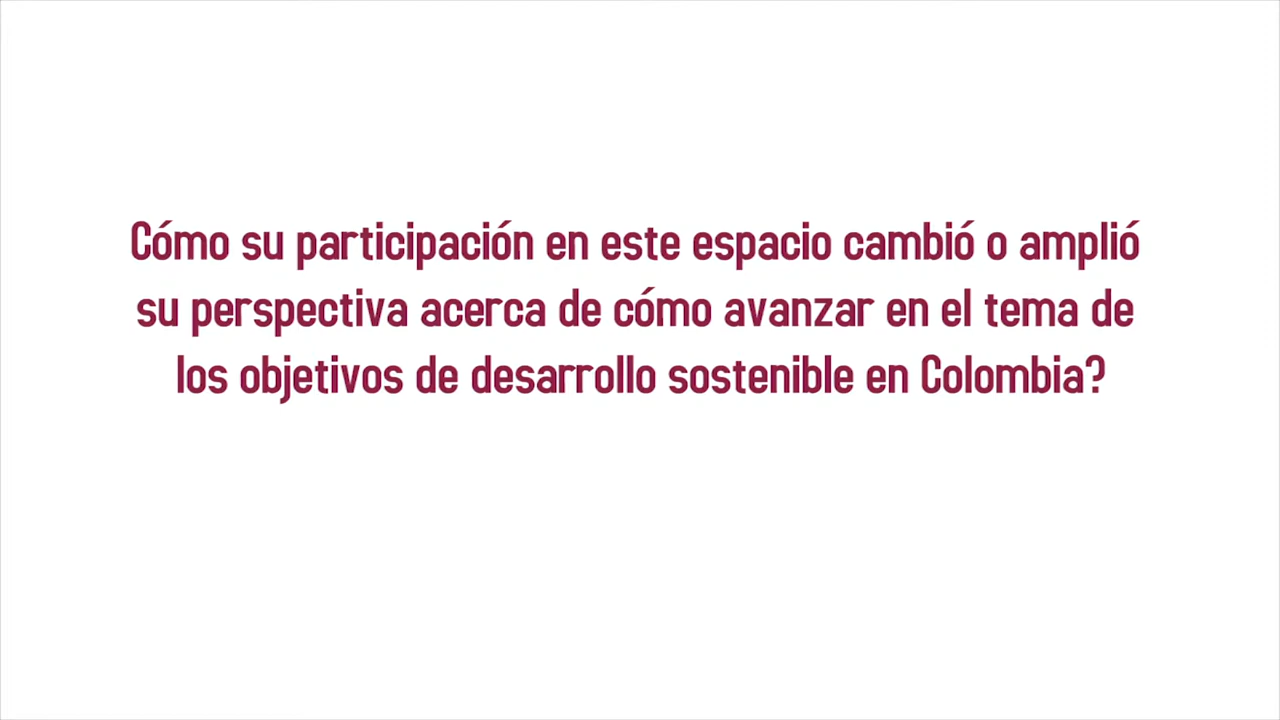 Cómo su participación en este espacio cambió o amplió
su perspectiva acerca de cómo avanzar en el tema de
los objetivos de desarrollo sostenible en Colombia?